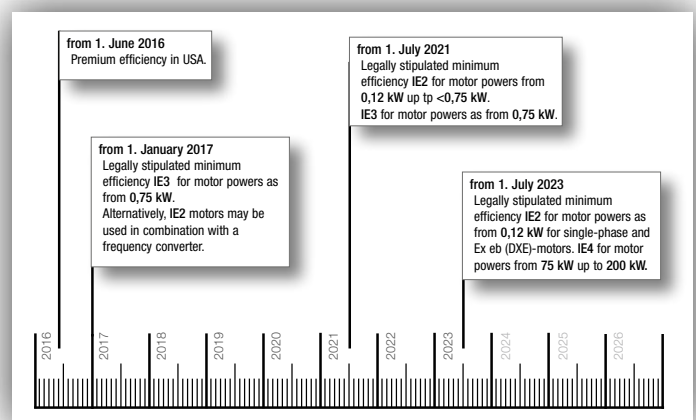 from 1. June 2016
Premium efficiency in USA.
from 1. January 2017
Legally stipulated minimum
efficiency IE3 for motor powers as
from 0,75 kW.
Alternatively, IE2 motors may be
used in combination with a
frequency converter.
from 1. July 2021
Legally stipulated minimum
efficiency IE2 for motor powers from
0,12 kW up tp <0,75 kW.
IE3 for motor powers as from 0,75 kW.
from 1. July 2023
Legally stipulated minimum
efficiency IE2 for motor powers as
from 0,12 kW for single-phase and
Ex eb (DXE)-motors. IE4 for motor
powers from 75 kW up to 200 kW.
2016
2017
2018
2019
2020
2021
2022
2023
2024
2025
2026